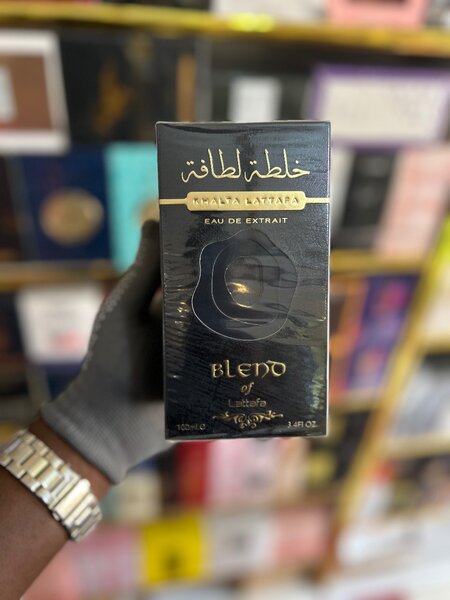 خلطة لطافة
KHALTA LATTAFA
EAU DE EXTRAIT
BLEND
of
Lattafa
100ml℮ 3.4Fl OZ.